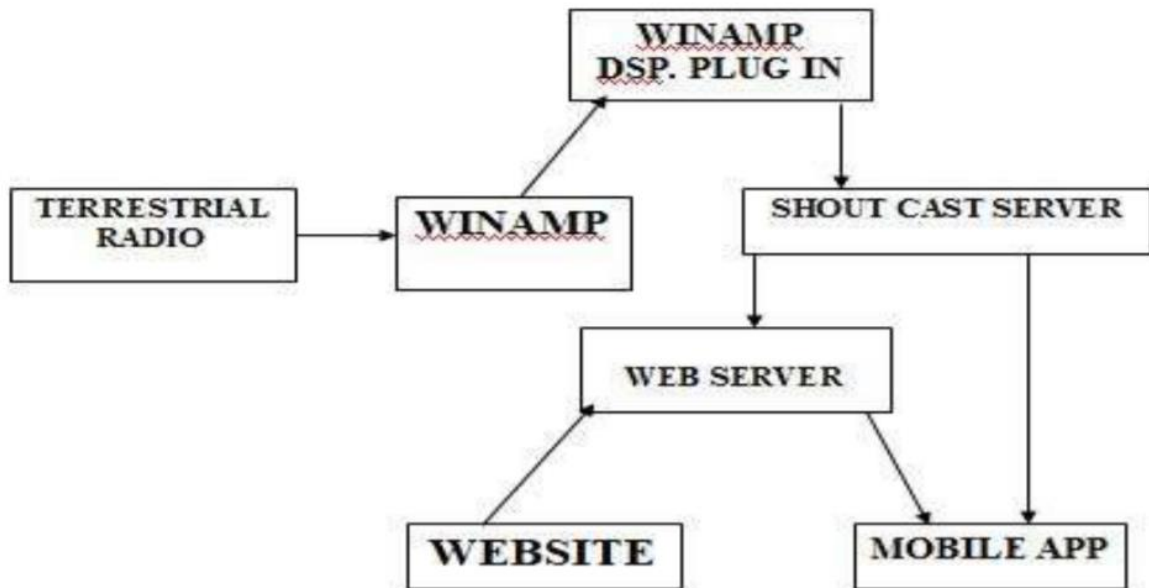 WINAMP
DSP. PLUG IN
TERRESTRIAL
RADIO
WINAMP
SHOUT CAST SERVER
WEB SERVER
WEBSITE
MOBILE APP